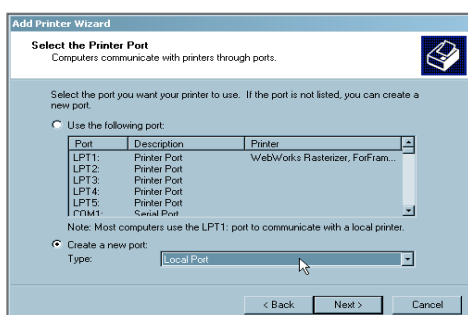 Add Printer Wizard
Select the Printer Port
Computers communicate with printers through ports.
Select the port you want your printer to use. If the port is not listed, you can create a
new port.
Use the following port:
Port Description Printer
LPT1: Printer Port WebWorks Rasterizer, ForFram...
LPT2: Printer Port
LPT3: Printer Port
LPT4: Printer Port
LPT5: Printer Port
COM1: Serial Port
Note: Most computers use the LPT1: port to communicate with a local printer.
Create a new port:
Type: Local Port
< Back Next > Cancel